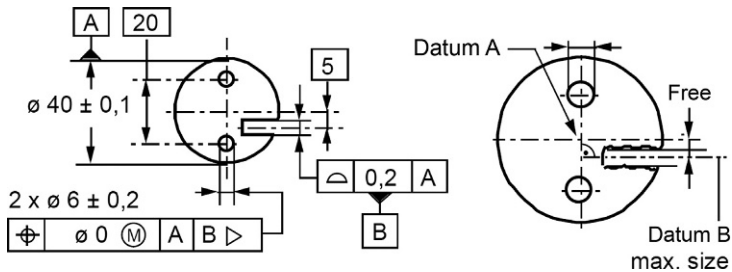 A 20
5
ø 40 ± 0,1
2 x ø 6 ± 0,2
⌖ ø 0 Ⓜ A B ▷
⌓ 0,2 A
B
Datum A
Free
Datum B
max. size